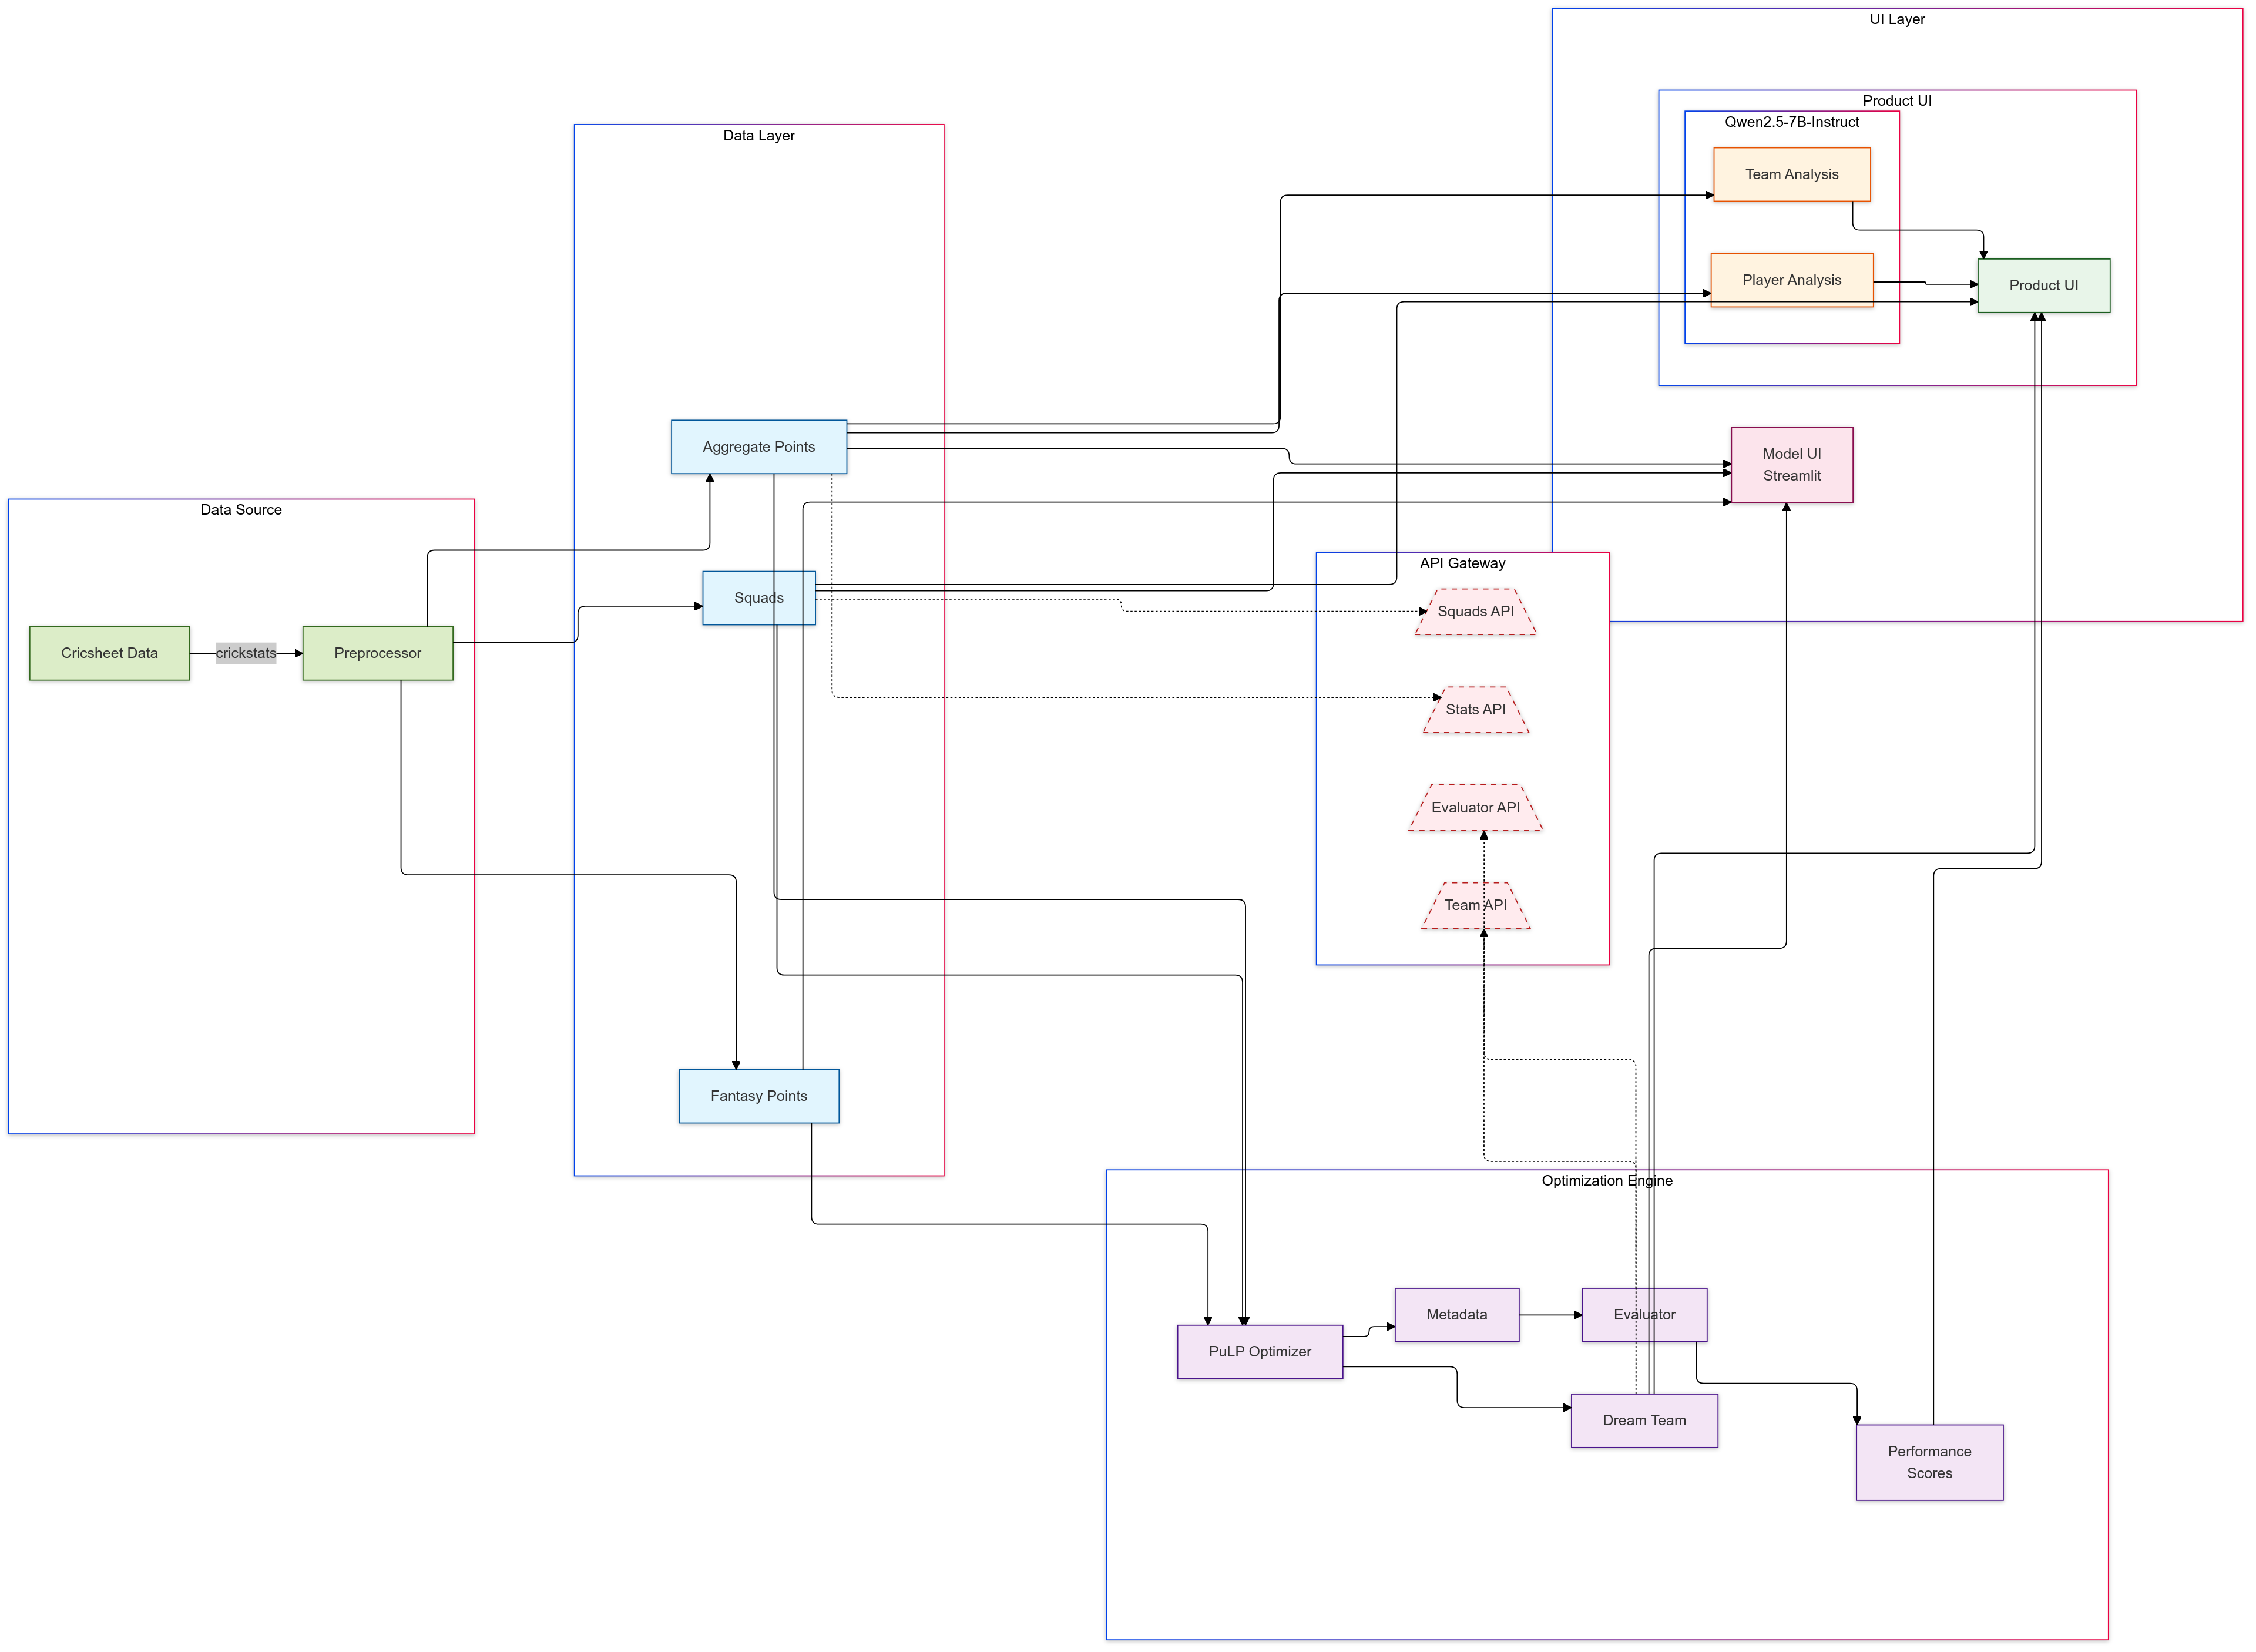 UI Layer
Product UI
Qwen2.5-7B-Instruct
Team Analysis
Player Analysis
Product UI
Model UI
Streamlit
Data Layer
Aggregate Points
Squads
Fantasy Points
Data Source
Cricsheet Data
crickstats
Preprocessor
API Gateway
Squads API
Stats API
Evaluator API
Team API
Optimization Engine
PuLP Optimizer
Metadata
Evaluator
Dream Team
Performance
Scores